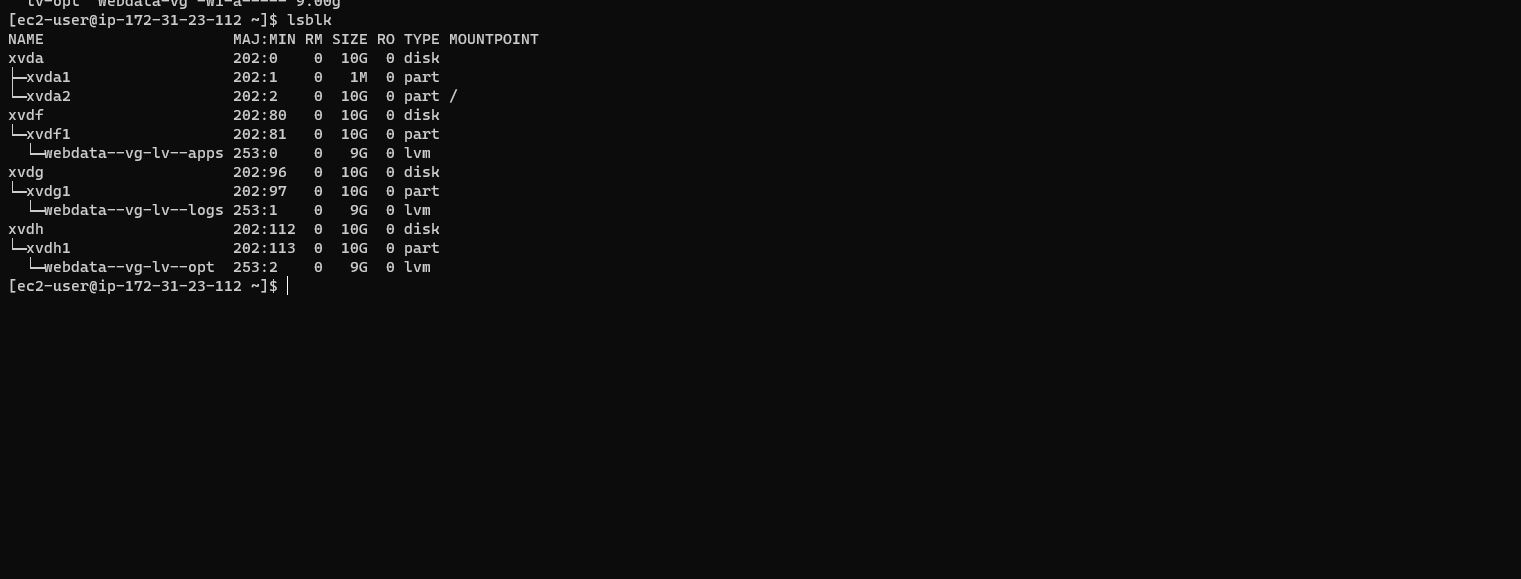 lv-opt  webdata-vg -wi-a----- 9.00g
[ec2-user@ip-172-31-23-112 ~]$ lsblk
NAME                     MAJ:MIN RM SIZE RO TYPE MOUNTPOINT
xvda                     202:0    0  10G  0 disk
├─xvda1                  202:1    0   1M  0 part
└─xvda2                  202:2    0  10G  0 part /
xvdf                     202:80   0  10G  0 disk
└─xvdf1                  202:81   0  10G  0 part
  └─webdata--vg-lv--apps 253:0    0   9G  0 lvm
xvdg                     202:96   0  10G  0 disk
└─xvdg1                  202:97   0  10G  0 part
  └─webdata--vg-lv--logs 253:1    0   9G  0 lvm
xvdh                     202:112  0  10G  0 disk
└─xvdh1                  202:113  0  10G  0 part
  └─webdata--vg-lv--opt  253:2    0   9G  0 lvm
[ec2-user@ip-172-31-23-112 ~]$